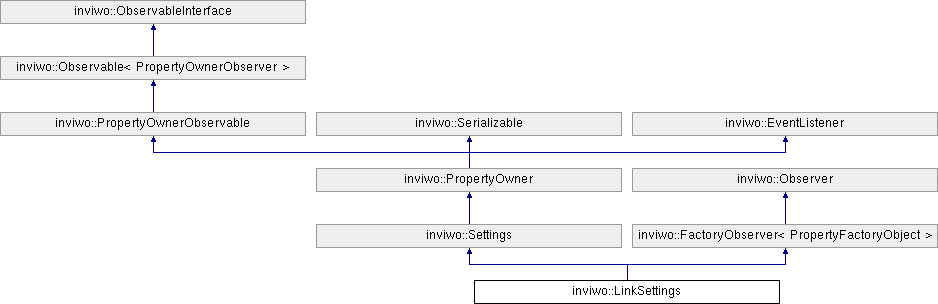 inviwo::ObservableInterface
inviwo::Observable< PropertyOwnerObserver >
inviwo::PropertyOwnerObservable
inviwo::Serializable
inviwo::EventListener
inviwo::PropertyOwner
inviwo::Observer
inviwo::Settings
inviwo::FactoryObserver< PropertyFactoryObject >
inviwo::LinkSettings